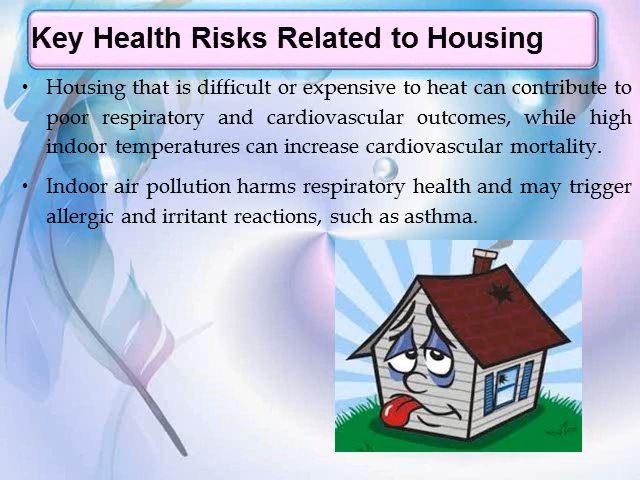 Key Health Risks Related to Housing
• Housing that is difficult or expensive to heat can contribute to
poor respiratory and cardiovascular outcomes, while high
indoor temperatures can increase cardiovascular mortality.
• Indoor air pollution harms respiratory health and may trigger
allergic and irritant reactions, such as asthma.